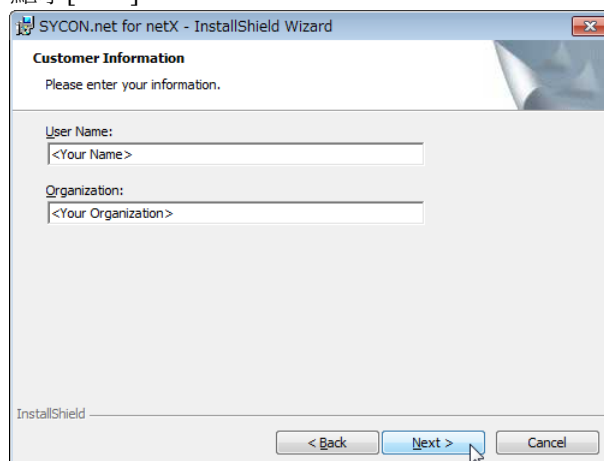 SYCON.net for netX - InstallShield Wizard
Customer Information
Please enter your information.
User Name:
<Your Name>
Organization:
<Your Organization>
InstallShield
< Back Next > Cancel